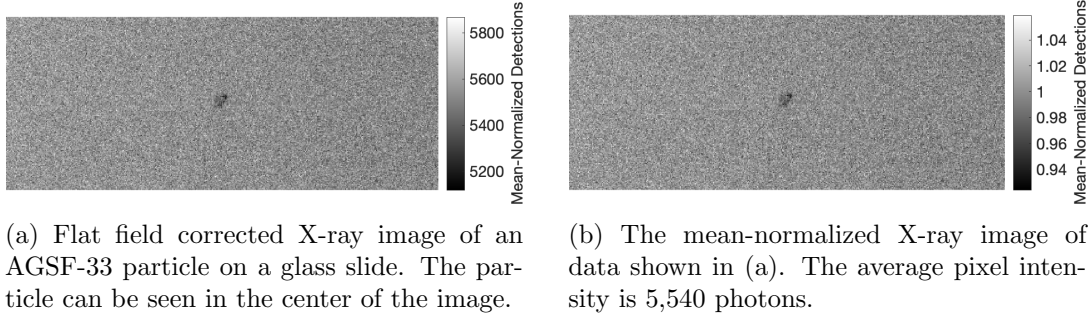 5800
5600
5400
5200
Mean-Normalized Detections
1.04
1.02
1
0.98
0.96
0.94
Mean-Normalized Detections
(a) Flat field corrected X-ray image of an
AGSF-33 particle on a glass slide. The par-
ticle can be seen in the center of the image.
(b) The mean-normalized X-ray image of
data shown in (a). The average pixel inten-
sity is 5,540 photons.